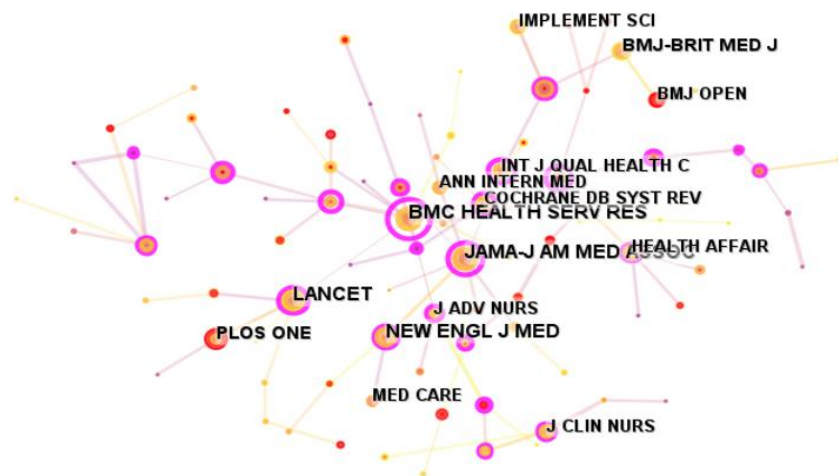 IMPLEMENT SCI
BMJ-BRIT MED J
BMJ OPEN
INT J QUAL HEALTH C
ANN INTERN MED
COCHRANE DB SYST REV
BMC HEALTH SERV RES
HEALTH AFFAIR
JAMA-J AM MED ASSOC
LANCET
J ADV NURS
PLOS ONE
NEW ENGL J MED
MED CARE
J CLIN NURS